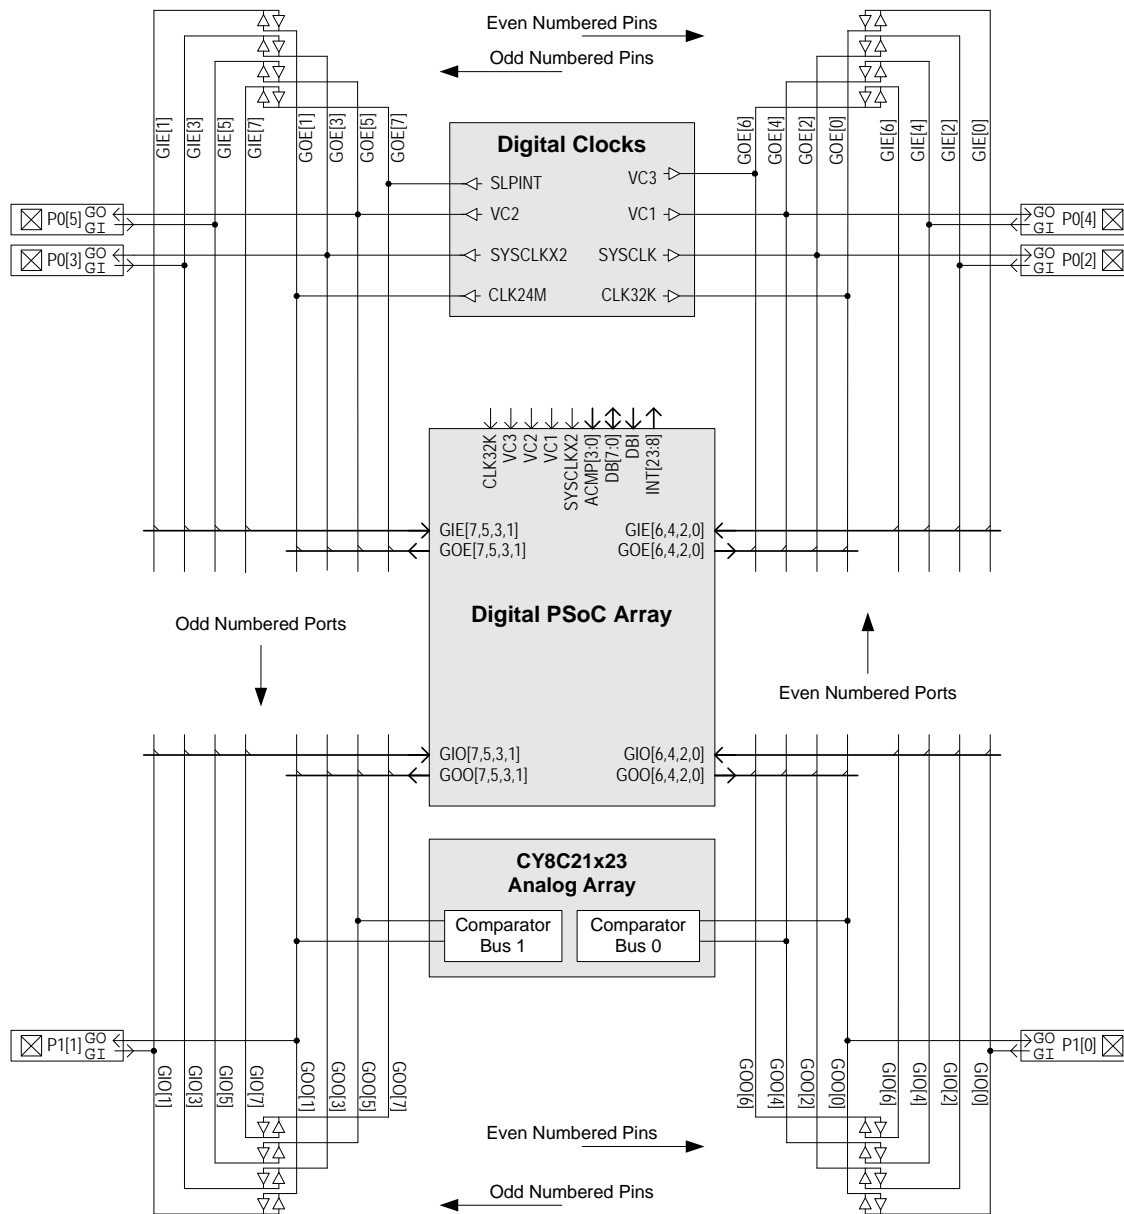 Even Numbered Pins
Odd Numbered Pins
GIE[1]
GIE[3]
GIE[5]
GIE[7]
GOE[1]
GOE[3]
GOE[5]
GOE[7]
GOE[6]
GOE[4]
GOE[2]
GOE[0]
GIE[6]
GIE[4]
GIE[2]
GIE[0]
Digital Clocks
SLPINT
VC3
VC2
VC1
SYSCLKX2
SYSCLK
CLK24M
CLK32K
P0[5] GO
GI
P0[3] GO
GI
GO P0[4]
GI
GO P0[2]
GI
CLK32K
VC3
VC2
VC1
SYSCLKX2
ACMP[3:0]
DB[7:0]
DBI
INT[23:8]
GIE[7,5,3,1]
GIE[6,4,2,0]
GOE[7,5,3,1]
GOE[6,4,2,0]
Digital PSoC Array
Odd Numbered Ports
Even Numbered Ports
GIO[7,5,3,1]
GIO[6,4,2,0]
GOO[7,5,3,1]
GOO[6,4,2,0]
CY8C21x23
Analog Array
Comparator
Bus 1
Comparator
Bus 0
P1[1] GO
GI
GO P1[0]
GI
GIO[1]
GIO[3]
GIO[5]
GIO[7]
GOO[1]
GOO[3]
GOO[5]
GOO[7]
GOO[6]
GOO[4]
GOO[2]
GOO[0]
GIO[6]
GIO[4]
GIO[2]
GIO[0]
Even Numbered Pins
Odd Numbered Pins